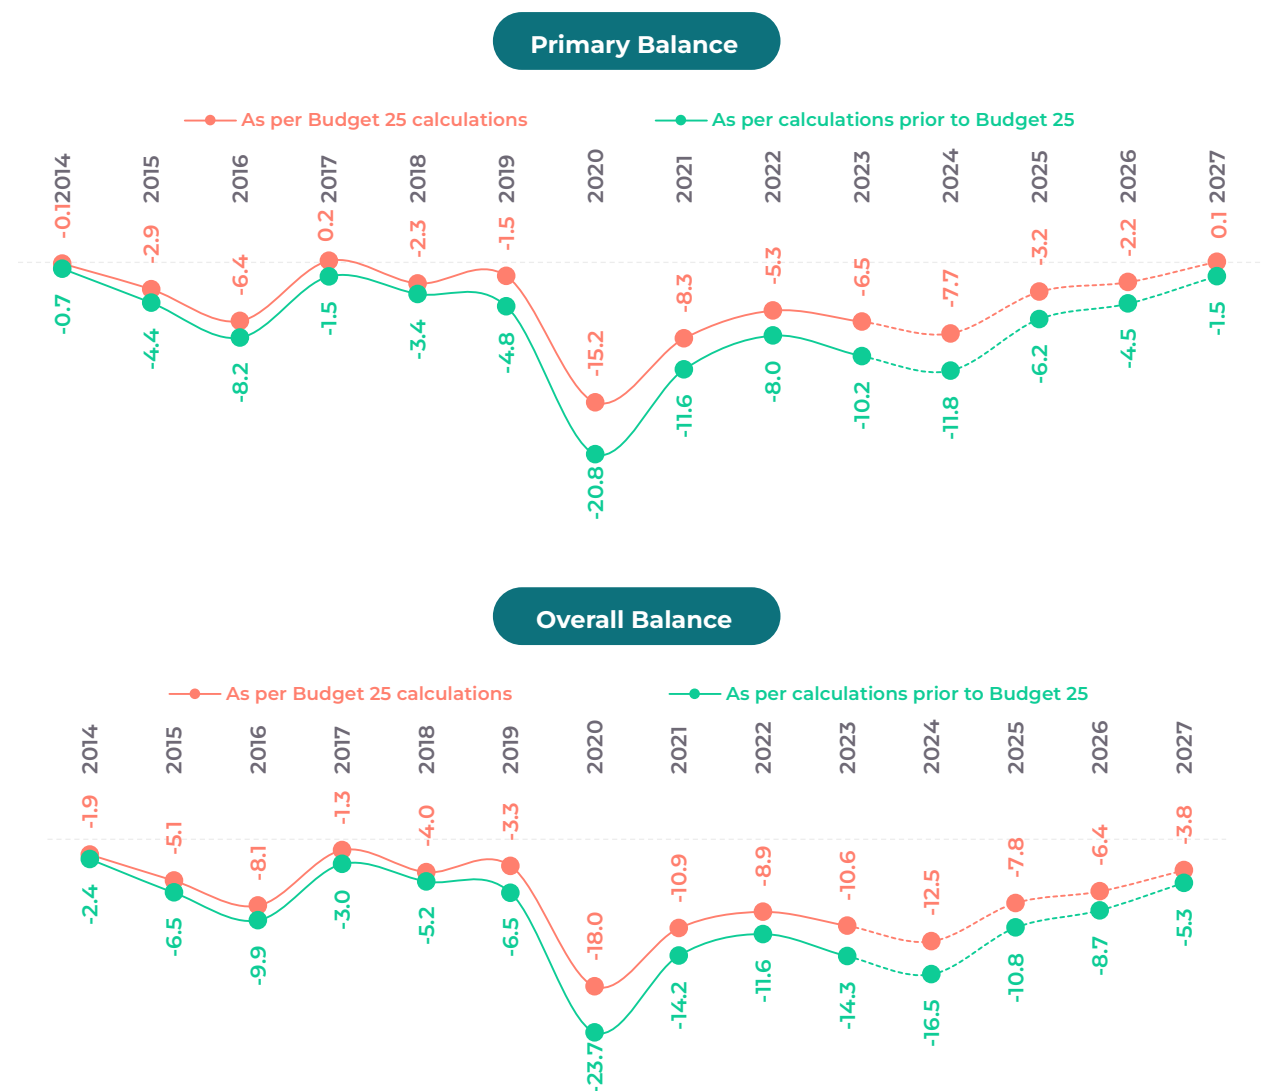 Primary Balance
As per Budget 25 calculations
As per calculations prior to Budget 25
2014 2015 2016 2017 2018 2019 2020 2021 2022 2023 2024 2025 2026 2027
-0.1 -2.9 -6.4 0.2 -2.3 -1.5 -15.2 -8.3 -5.3 -6.5 -7.7 -3.2 -2.2 0.1
-0.7 -4.4 -8.2 -1.5 -3.4 -4.8 -20.8 -11.6 -8.0 -10.2 -11.8 -6.2 -4.5 -1.5
Overall Balance
As per Budget 25 calculations
As per calculations prior to Budget 25
2014 2015 2016 2017 2018 2019 2020 2021 2022 2023 2024 2025 2026 2027
-1.9 -5.1 -8.1 -1.3 -4.0 -3.3 -18.0 -10.9 -8.9 -10.6 -12.5 -7.8 -6.4 -3.8
-2.4 -6.5 -9.9 -3.0 -5.2 -6.5 -23.7 -14.2 -11.6 -14.3 -16.5 -10.8 -8.7 -5.3